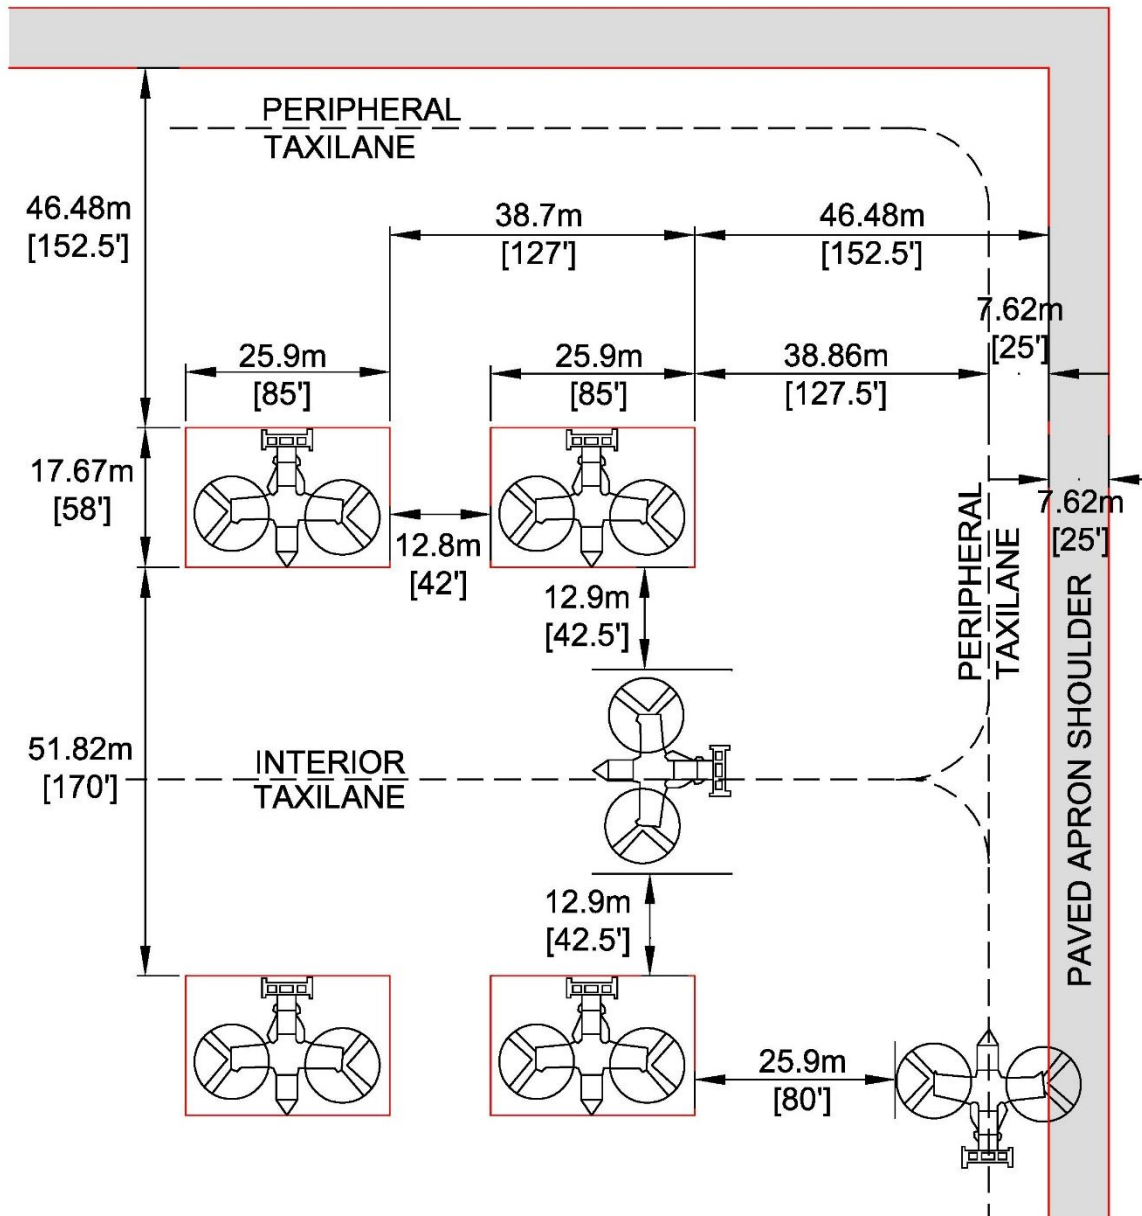 PERIPHERAL
TAXILANE
46.48m
[152.5']
38.7m
[127']
46.48m
[152.5']
7.62m
[25']
25.9m
[85']
25.9m
[85']
38.86m
[127.5']
17.67m
[58']
12.8m
[42']
7.62m
[25']
12.9m
[42.5']
PERIPHERAL
TAXILANE
PAVED APRON SHOULDER
51.82m
[170']
INTERIOR
TAXILANE
12.9m
[42.5']
25.9m
[80']